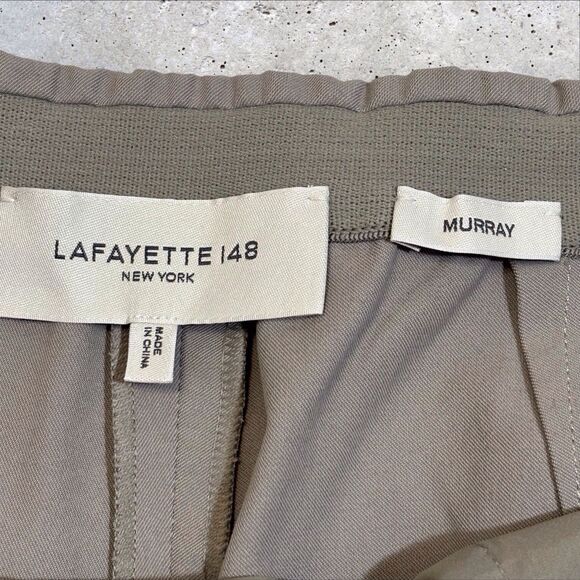 LAFAYETTE 148
NEW YORK
MURRAY
MADE
IN CHINA